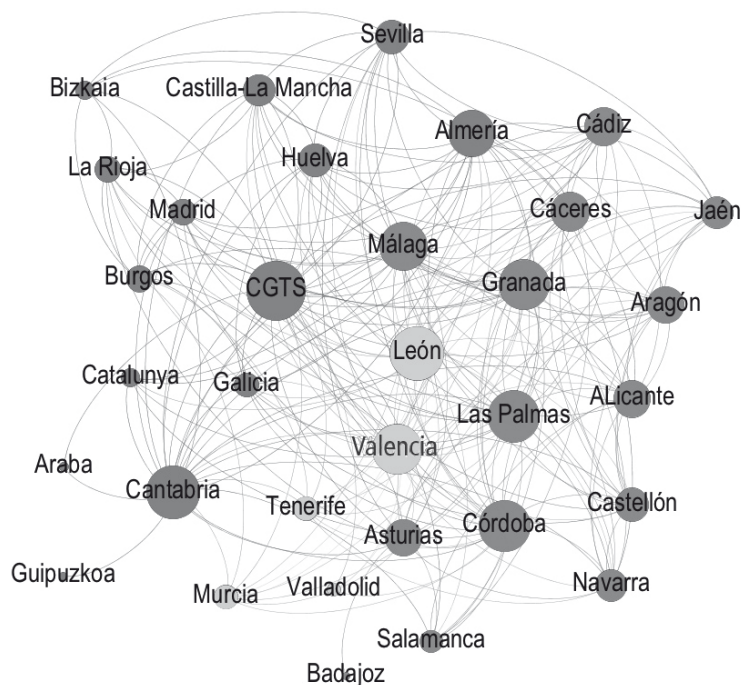 Sevilla
Bizkaia
Castilla-La Mancha
Almería
Cádiz
La Rioja
Huelva
Madrid
Cáceres
Jaén
Málaga
Burgos
CGTS
Granada
Aragón
León
Catalunya
Galicia
ALicante
Las Palmas
Valencia
Araba
Cantabria
Tenerife
Asturias
Córdoba
Castellón
Guipuzkoa
Murcia
Valladolid
Navarra
Salamanca
Badajoz